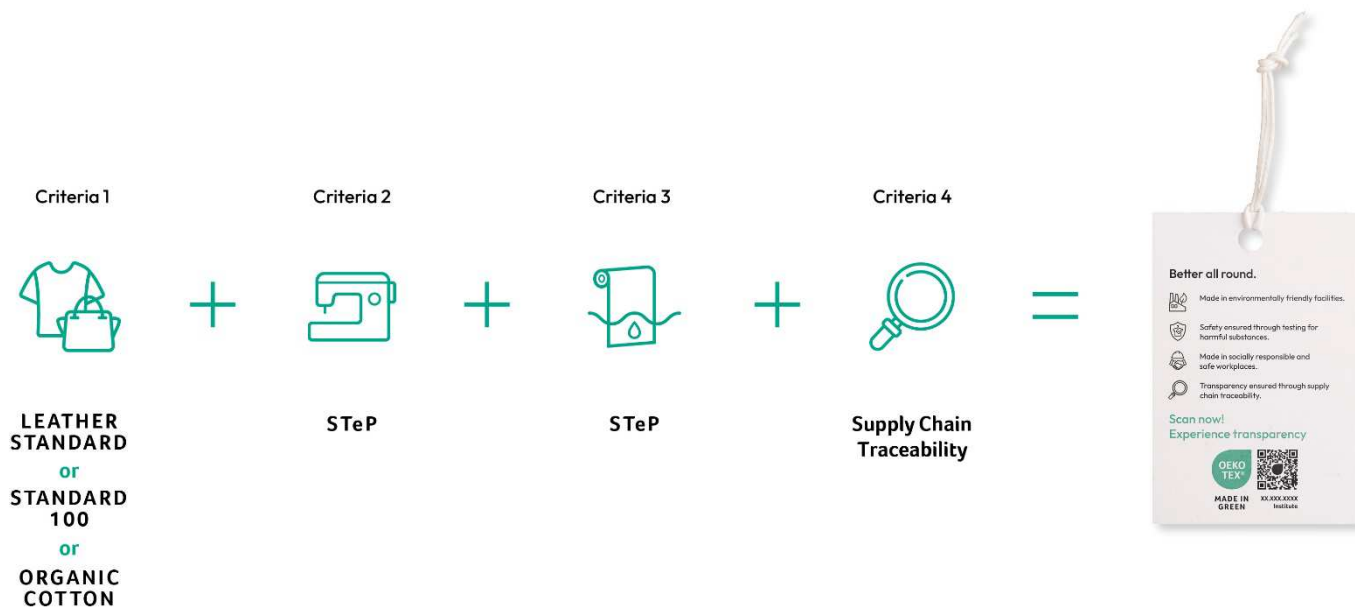 Criteria 1
Criteria 2
Criteria 3
Criteria 4
LEATHER
STANDARD
or
STANDARD
100
or
ORGANIC
COTTON
STeP
STeP
Supply Chain
Traceability
Better all round.
Made in environmentally friendly facilities.
Safety ensured through testing for
harmful substances.
Made in socially responsible and
safe workplaces.
Transparency ensured through supply
chain traceability.
Scan now!
Experience transparency
OEKO
TEX®
MADE IN
GREEN
XX.XXX.XXXX
Institute